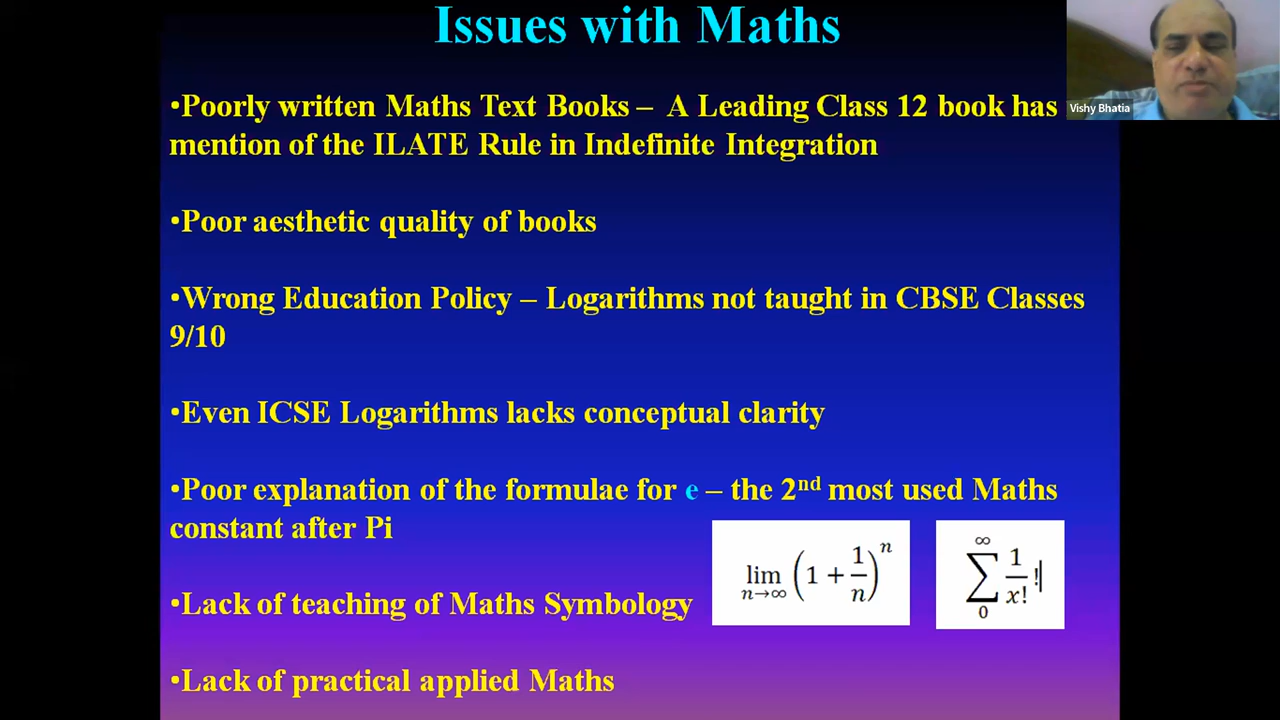 Issues with Maths
Vishy Bhatia
•Poorly written Maths Text Books – A Leading Class 12 book has
mention of the ILATE Rule in Indefinite Integration
•Poor aesthetic quality of books
•Wrong Education Policy – Logarithms not taught in CBSE Classes
9/10
•Even ICSE Logarithms lacks conceptual clarity
•Poor explanation of the formulae for e – the 2nd most used Maths
constant after Pi
lim n→∞ (1 + 1/n)^n
∑ 0 ∞ 1/x! !
•Lack of teaching of Maths Symbology
•Lack of practical applied Maths